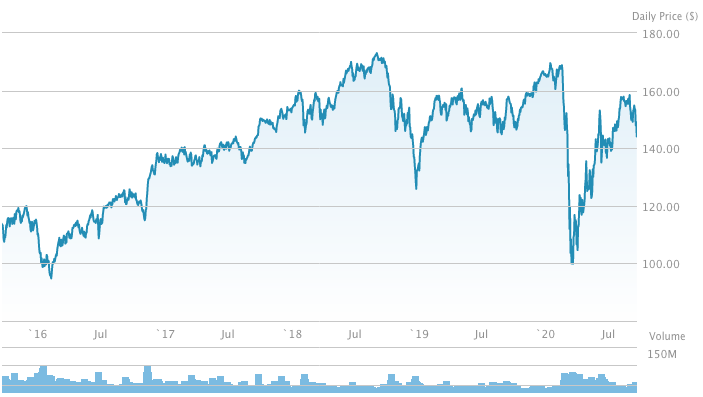 Daily Price ($)
180.00
160.00
140.00
120.00
100.00
`16 Jul `17 Jul `18 Jul `19 Jul `20 Jul
Volume
150M